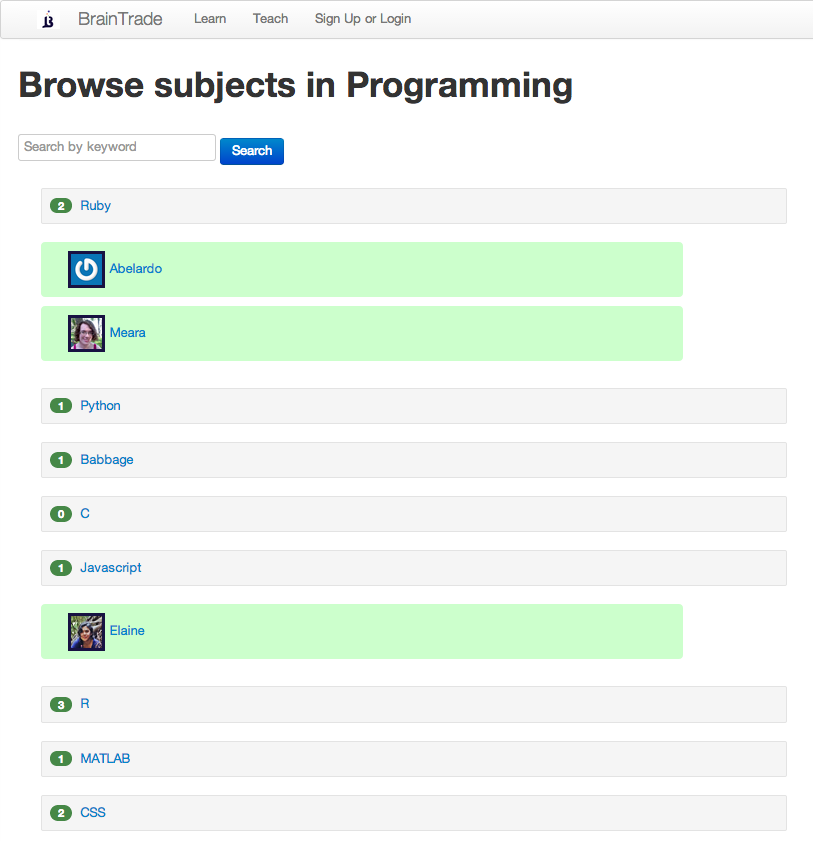 B BrainTrade Learn Teach Sign Up or Login
Browse subjects in Programming
Search by keyword Search
2 Ruby
Abelardo
Meara
1 Python
1 Babbage
0 C
1 Javascript
Elaine
3 R
1 MATLAB
2 CSS